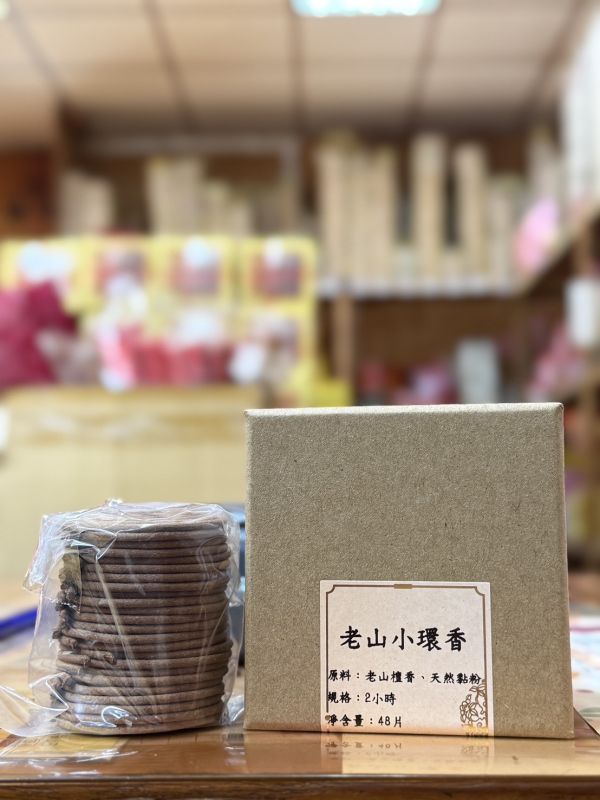 老山小環香
原料：老山檀香、天然黏粉
規格：2小時
淨含量：48片